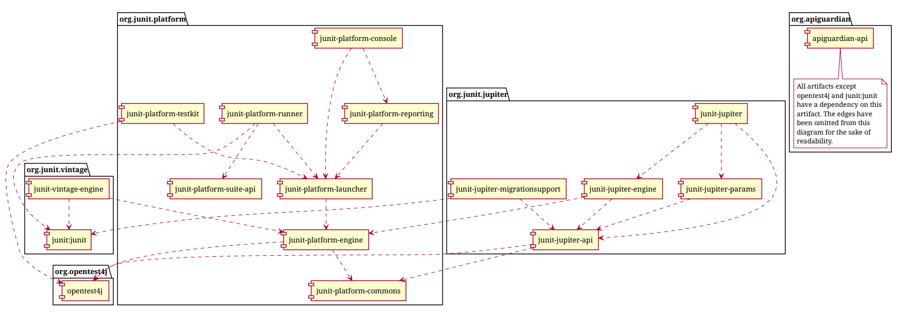 org.junit.platform
junit-platform-console
junit-platform-testkit
junit-platform-runner
junit-platform-reporting
junit-platform-suite-api
junit-platform-launcher
junit-platform-engine
junit-platform-commons
org.junit.vintage
junit-vintage-engine
junit:junit
org.opentest4j
opentest4j
org.junit.jupiter
junit-jupiter
junit-jupiter-migrationsupport
junit-jupiter-engine
junit-jupiter-params
junit-jupiter-api
org.apiguardian
apiguardian-api
All artifacts except
opentest4j and junit:junit
have a dependency on this
artifact. The edges have
been omitted from this
diagram for the sake of
readability.